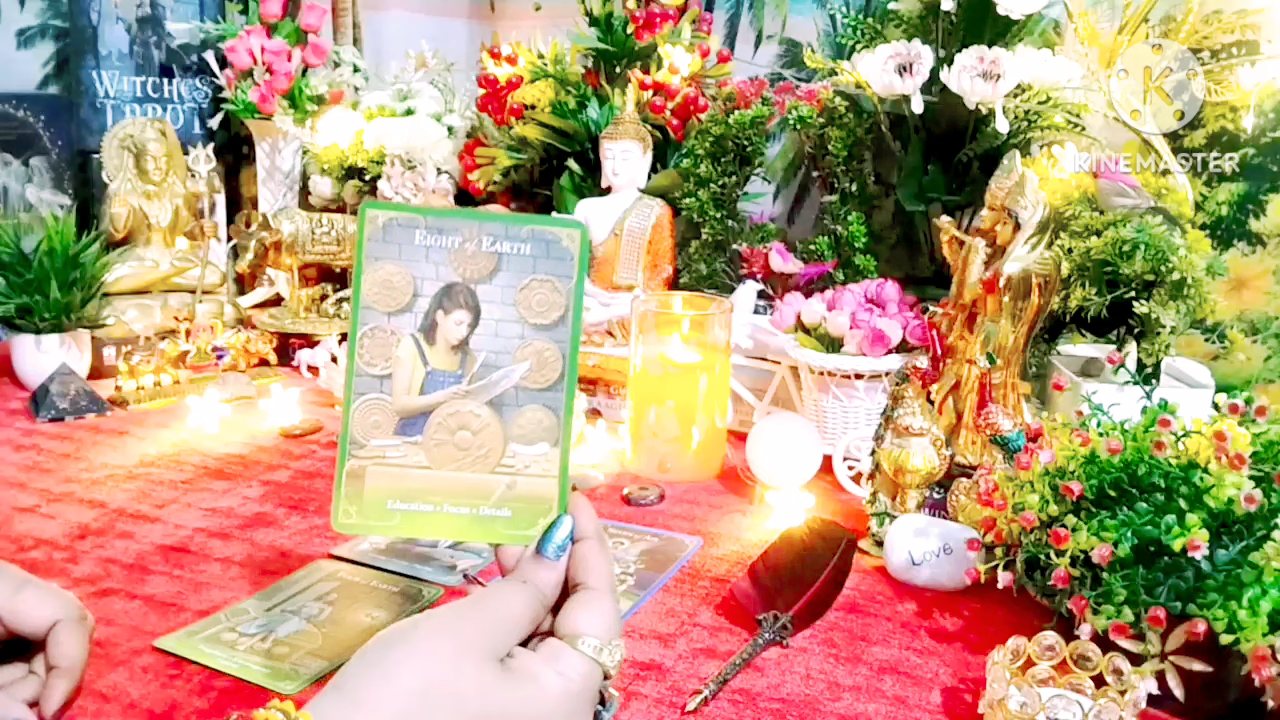 WITCHES
TAROT
K
KINEMASTER
EIGHT of EARTH
Education • Focus • Details
Love